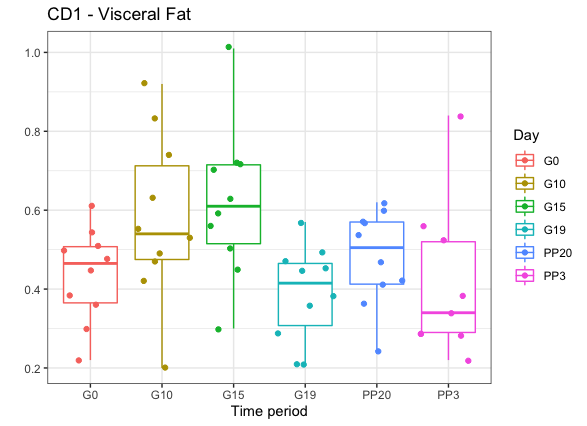 CD1 - Visceral Fat
1.0
0.8
0.6
0.4
0.2
G0 G10 G15 G19 PP20 PP3
Time period
Day
G0
G10
G15
G19
PP20
PP3